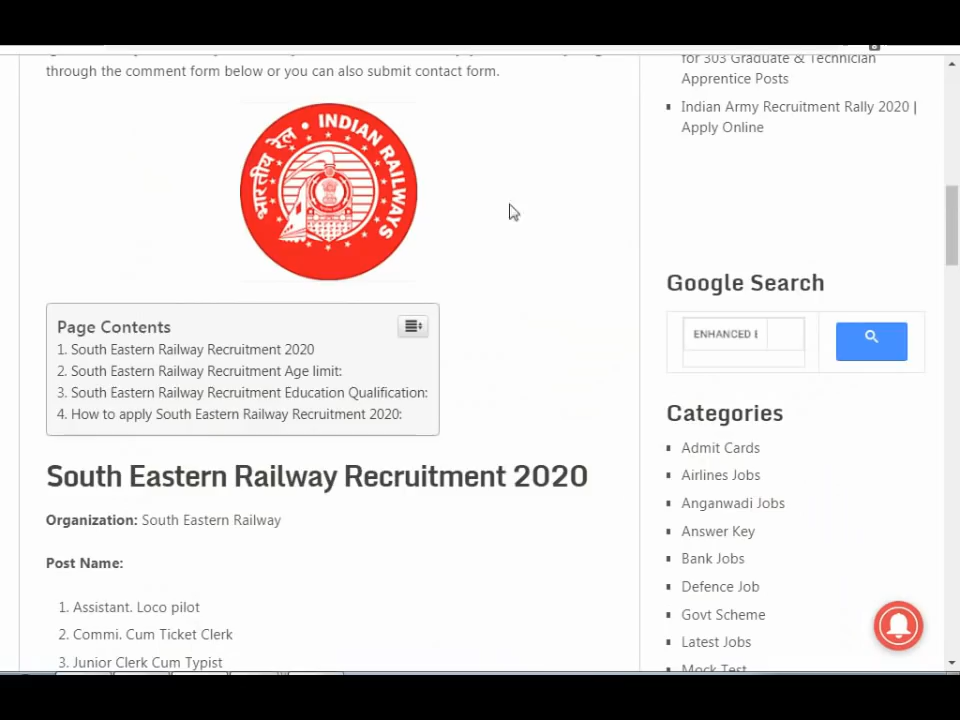 through the comment form below or you can also submit contact form.
भारतीय रेल • INDIAN RAILWAYS
Page Contents
1. South Eastern Railway Recruitment 2020
2. South Eastern Railway Recruitment Age limit:
3. South Eastern Railway Recruitment Education Qualification:
4. How to apply South Eastern Railway Recruitment 2020:
South Eastern Railway Recruitment 2020
Organization: South Eastern Railway
Post Name:
1. Assistant. Loco pilot
2. Commi. Cum Ticket Clerk
3. Junior Clerk Cum Typist
for 303 Graduate & Technician
Apprentice Posts
Indian Army Recruitment Rally 2020 |
Apply Online
Google Search
ENHANCED
Categories
Admit Cards
Airlines Jobs
Anganwadi Jobs
Answer Key
Bank Jobs
Defence Job
Govt Scheme
Latest Jobs
Mock Test